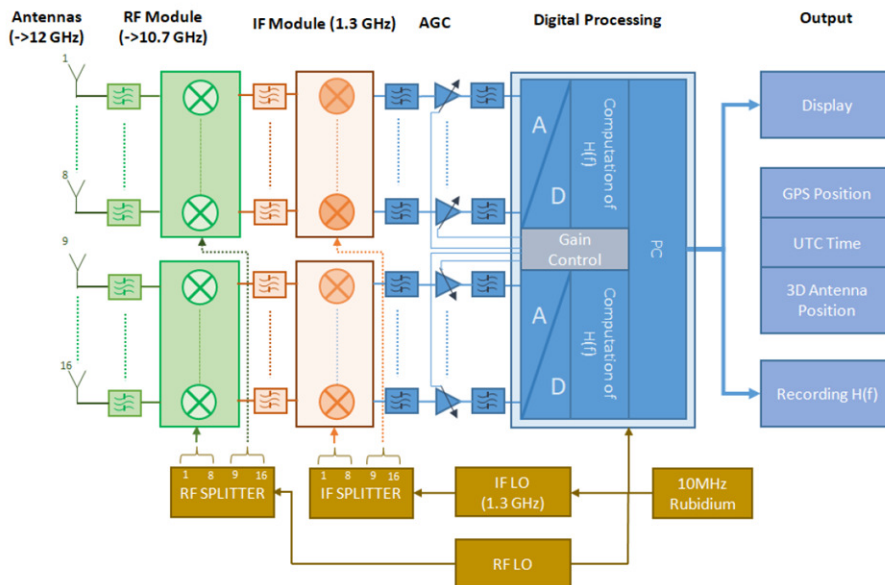 Antennas
(->12 GHz)
RF Module
(->10.7 GHz)
IF Module (1.3 GHz)
AGC
Digital Processing
Output
1
8
9
16
A
D
Computation of
H(f)
Gain
Control
A
D
Computation of
H(f)
PC
Display
GPS Position
UTC Time
3D Antenna
Position
Recording H(f)
1 8 9 16
RF SPLITTER
1 8 9 16
IF SPLITTER
IF LO
(1.3 GHz)
10MHz
Rubidium
RF LO